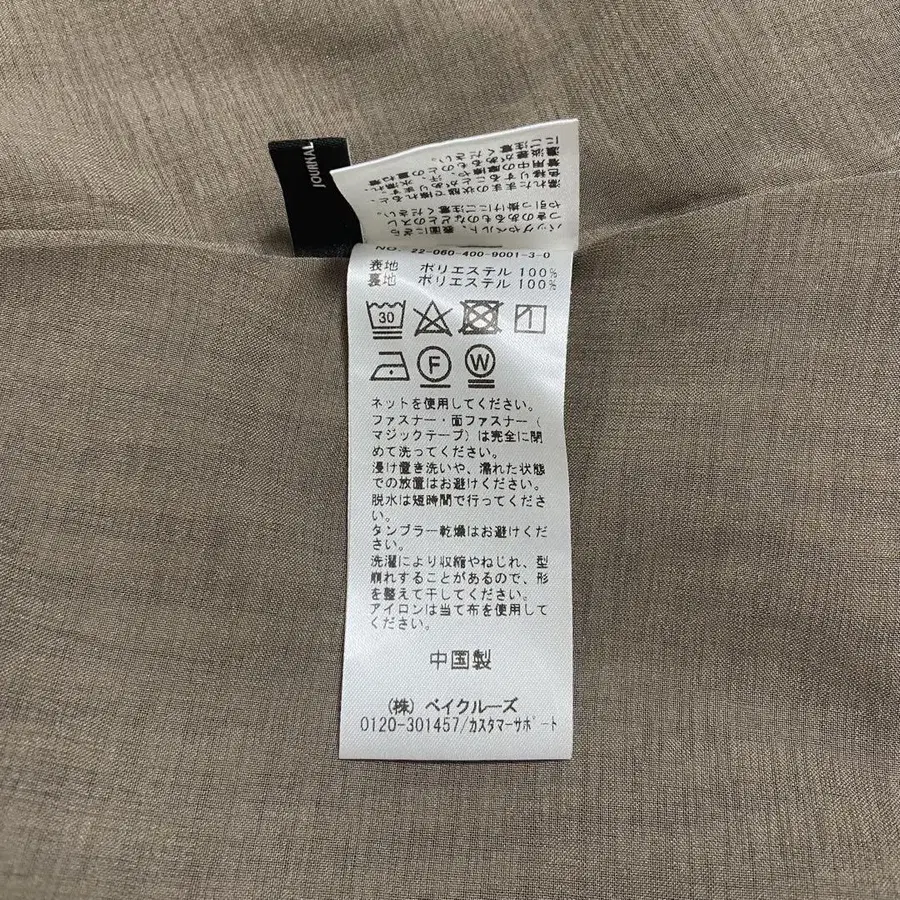 JOURNAL
NO. 22-060-400-9001-3-0
表地 ポリエステル 100%
裏地 ポリエステル 100%
30
F
W
ネットを使用してください。
ファスナー・面ファスナー(
マジックテープ)は完全に閉
めて洗ってください。
浸け置き洗いや、濡れた状態
での放置はお避けください。
脱水は短時間で行ってくださ
い。
タンブラー乾燥はお避けくだ
さい。
洗濯により収縮やねじれ、型
崩れすることがあるので、形
を整えて干してください。
アイロンは当て布を使用して
ください。
中国製
(株) ベイクルーズ
0120-301457/カスタマーサポート